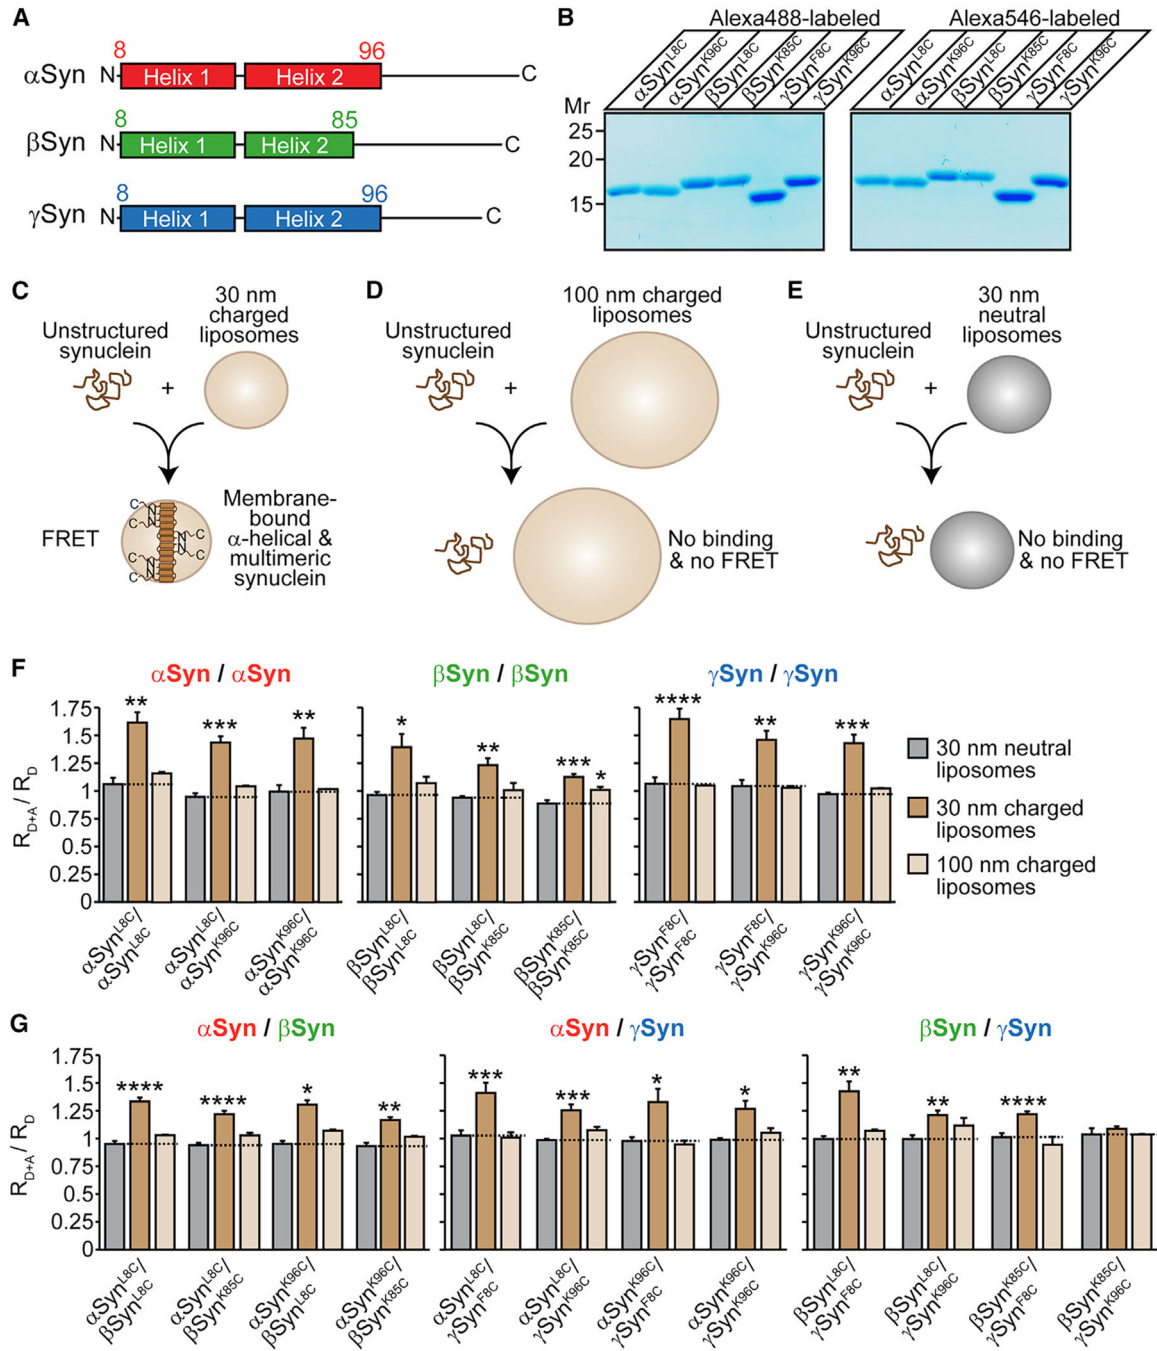 A
8
96
αSyn
N
Helix 1
Helix 2
C
8
85
βSyn
N
Helix 1
Helix 2
C
8
96
γSyn
N
Helix 1
Helix 2
C
B
Alexa488-labeled
Alexa546-labeled
αSynL8C
αSynK96C
βSynL8C
βSynK85C
γSynF8C
γSynK96C
αSynL8C
αSynK96C
βSynL8C
βSynK85C
γSynF8C
γSynK96C
Mr
25
20
15
C
30 nm
charged
liposomes
Unstructured
synuclein
+
FRET
C
C
C
C
C
C
N
N
N
Membrane-
bound
α-helical &
multimeric
synuclein
D
100 nm charged
liposomes
Unstructured
synuclein
+
No binding
& no FRET
E
30 nm
neutral
liposomes
Unstructured
synuclein
+
No binding
& no FRET
F
αSyn / αSyn
βSyn / βSyn
γSyn / γSyn
RD+A / RD
1.75
1.5
1.25
1
0.75
0.5
0.25
0
**
***
**
*
**
***
*
****
**
***
αSynL8C/
αSynL8C
αSynL8C/
αSynK96C
αSynK96C/
αSynK96C
βSynL8C/
βSynL8C
βSynL8C/
βSynK85C
βSynK85C/
βSynK85C
γSynF8C/
γSynF8C
γSynF8C/
γSynK96C
γSynK96C/
γSynK96C
30 nm neutral
liposomes
30 nm charged
liposomes
100 nm charged
liposomes
G
αSyn / βSyn
αSyn / γSyn
βSyn / γSyn
RD+A / RD
1.75
1.5
1.25
1
0.75
0.5
0.25
0
****
****
*
**
***
***
*
*
**
**
****
αSynL8C/
βSynL8C
αSynL8C/
βSynK85C
αSynK96C/
βSynL8C
αSynK96C/
βSynK85C
αSynL8C/
γSynF8C
αSynL8C/
γSynK96C
αSynK96C/
γSynF8C
αSynK96C/
γSynK96C
βSynL8C/
γSynF8C
βSynL8C/
γSynK96C
βSynK85C/
γSynF8C
βSynK85C/
γSynK96C